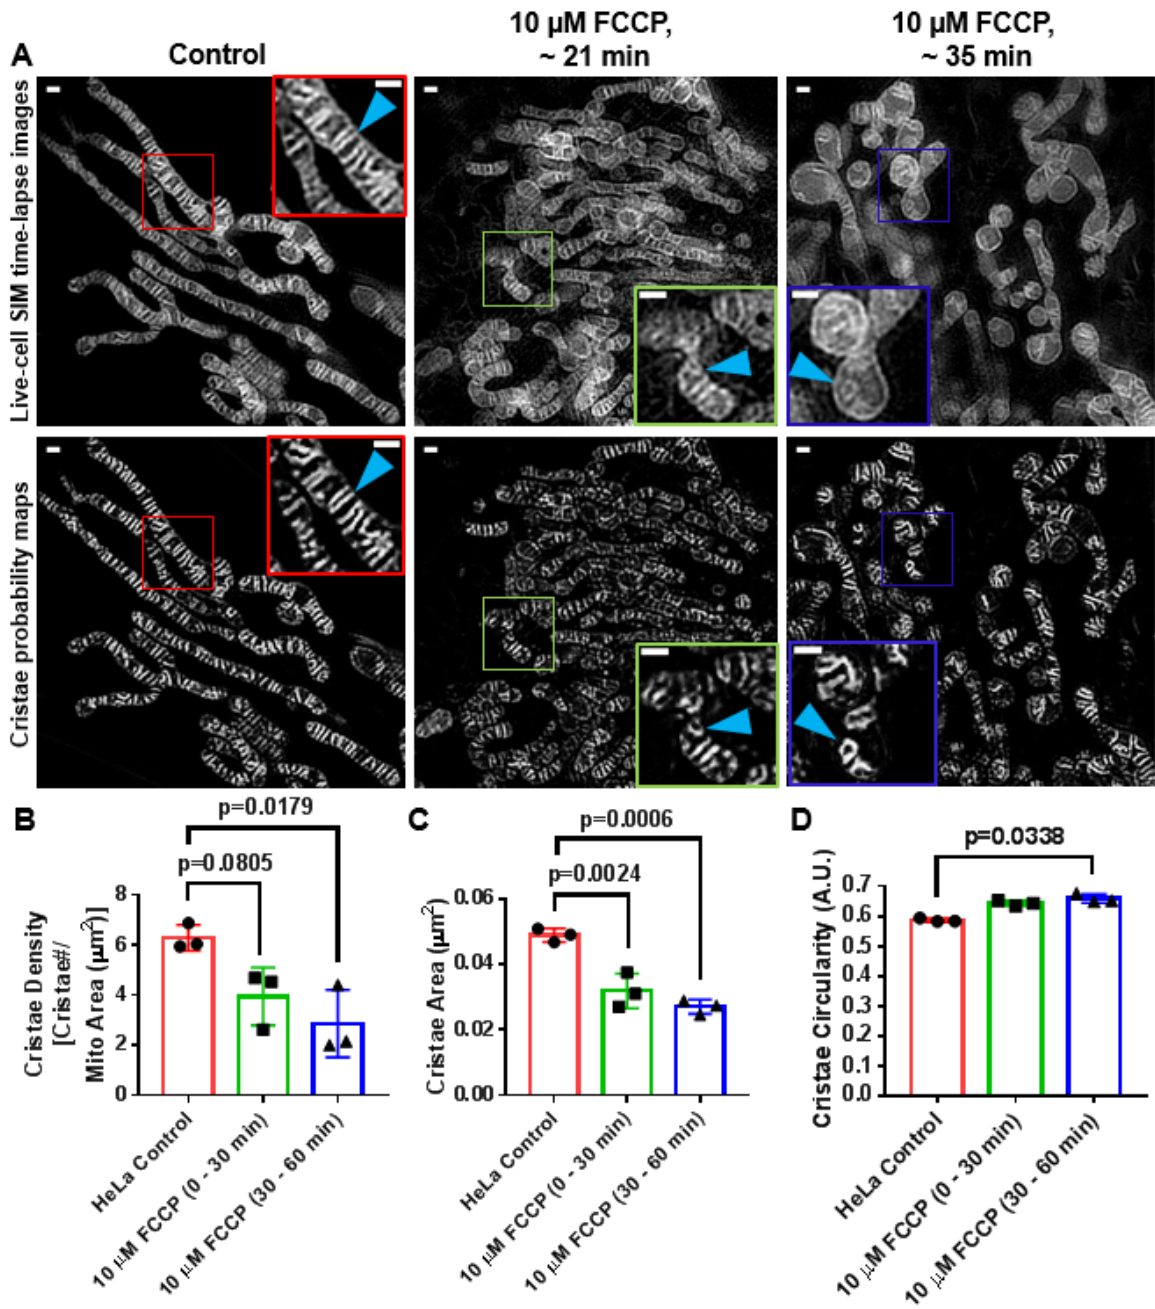 A
Control
10 µM FCCP,
~ 21 min
10 µM FCCP,
~ 35 min
Live-cell SIM time-lapse images
Cristae probability maps
B
p=0.0179
p=0.0805
Cristae Density
[Cristae#/
Mito Area (µm²)]
8
6
4
2
0
HeLa Control
10 µM FCCP (0 - 30 min)
10 µM FCCP (30 - 60 min)
C
p=0.0006
p=0.0024
Cristae Area (µm²)
0.06
0.04
0.02
0.00
HeLa Control
10 µM FCCP (0 - 30 min)
10 µM FCCP (30 - 60 min)
D
p=0.0338
Cristae Circularity (A.U.)
0.7
0.6
0.5
0.4
0.3
0.2
0.1
0.0
HeLa Control
10 µM FCCP (0 - 30 min)
10 µM FCCP (30 - 60 min)